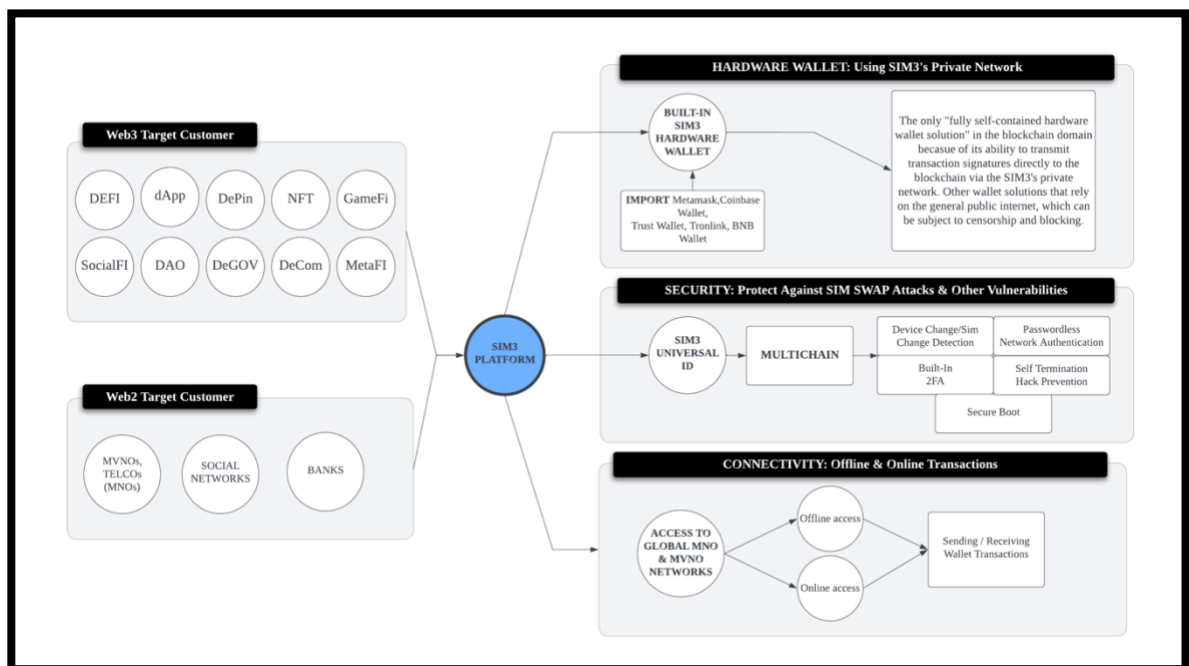 Web3 Target Customer
DEFI
dApp
DePin
NFT
GameFi
SocialFI
DAO
DeGOV
DeCom
MetaFI
Web2 Target Customer
MVNOs,
TELCOs
(MNOs)
SOCIAL
NETWORKS
BANKS
SIM3
PLATFORM
HARDWARE WALLET: Using SIM3's Private Network
BUILT-IN
SIM3
HARDWARE
WALLET
IMPORT Metamask,Coinbase
Wallet,
Trust Wallet, Tronlink, BNB
Wallet
The only "fully self-contained hardware
wallet solution" in the blockchain domain
becasue of its ability to transmit
transaction signatures directly to the
blockchain via the SIM3's private
network. Other wallet solutions that rely
on the general public internet, which can
be subject to censorship and blocking.
SECURITY: Protect Against SIM SWAP Attacks & Other Vulnerabilities
SIM3
UNIVERSAL
ID
MULTICHAIN
Device Change/Sim
Change Detection
Passwordless
Network Authentication
Built-In
2FA
Self Termination
Hack Prevention
Secure Boot
CONNECTIVITY: Offline & Online Transactions
ACCESS TO
GLOBAL MNO
& MVNO
NETWORKS
Offline access
Online access
Sending / Receiving
Wallet Transactions